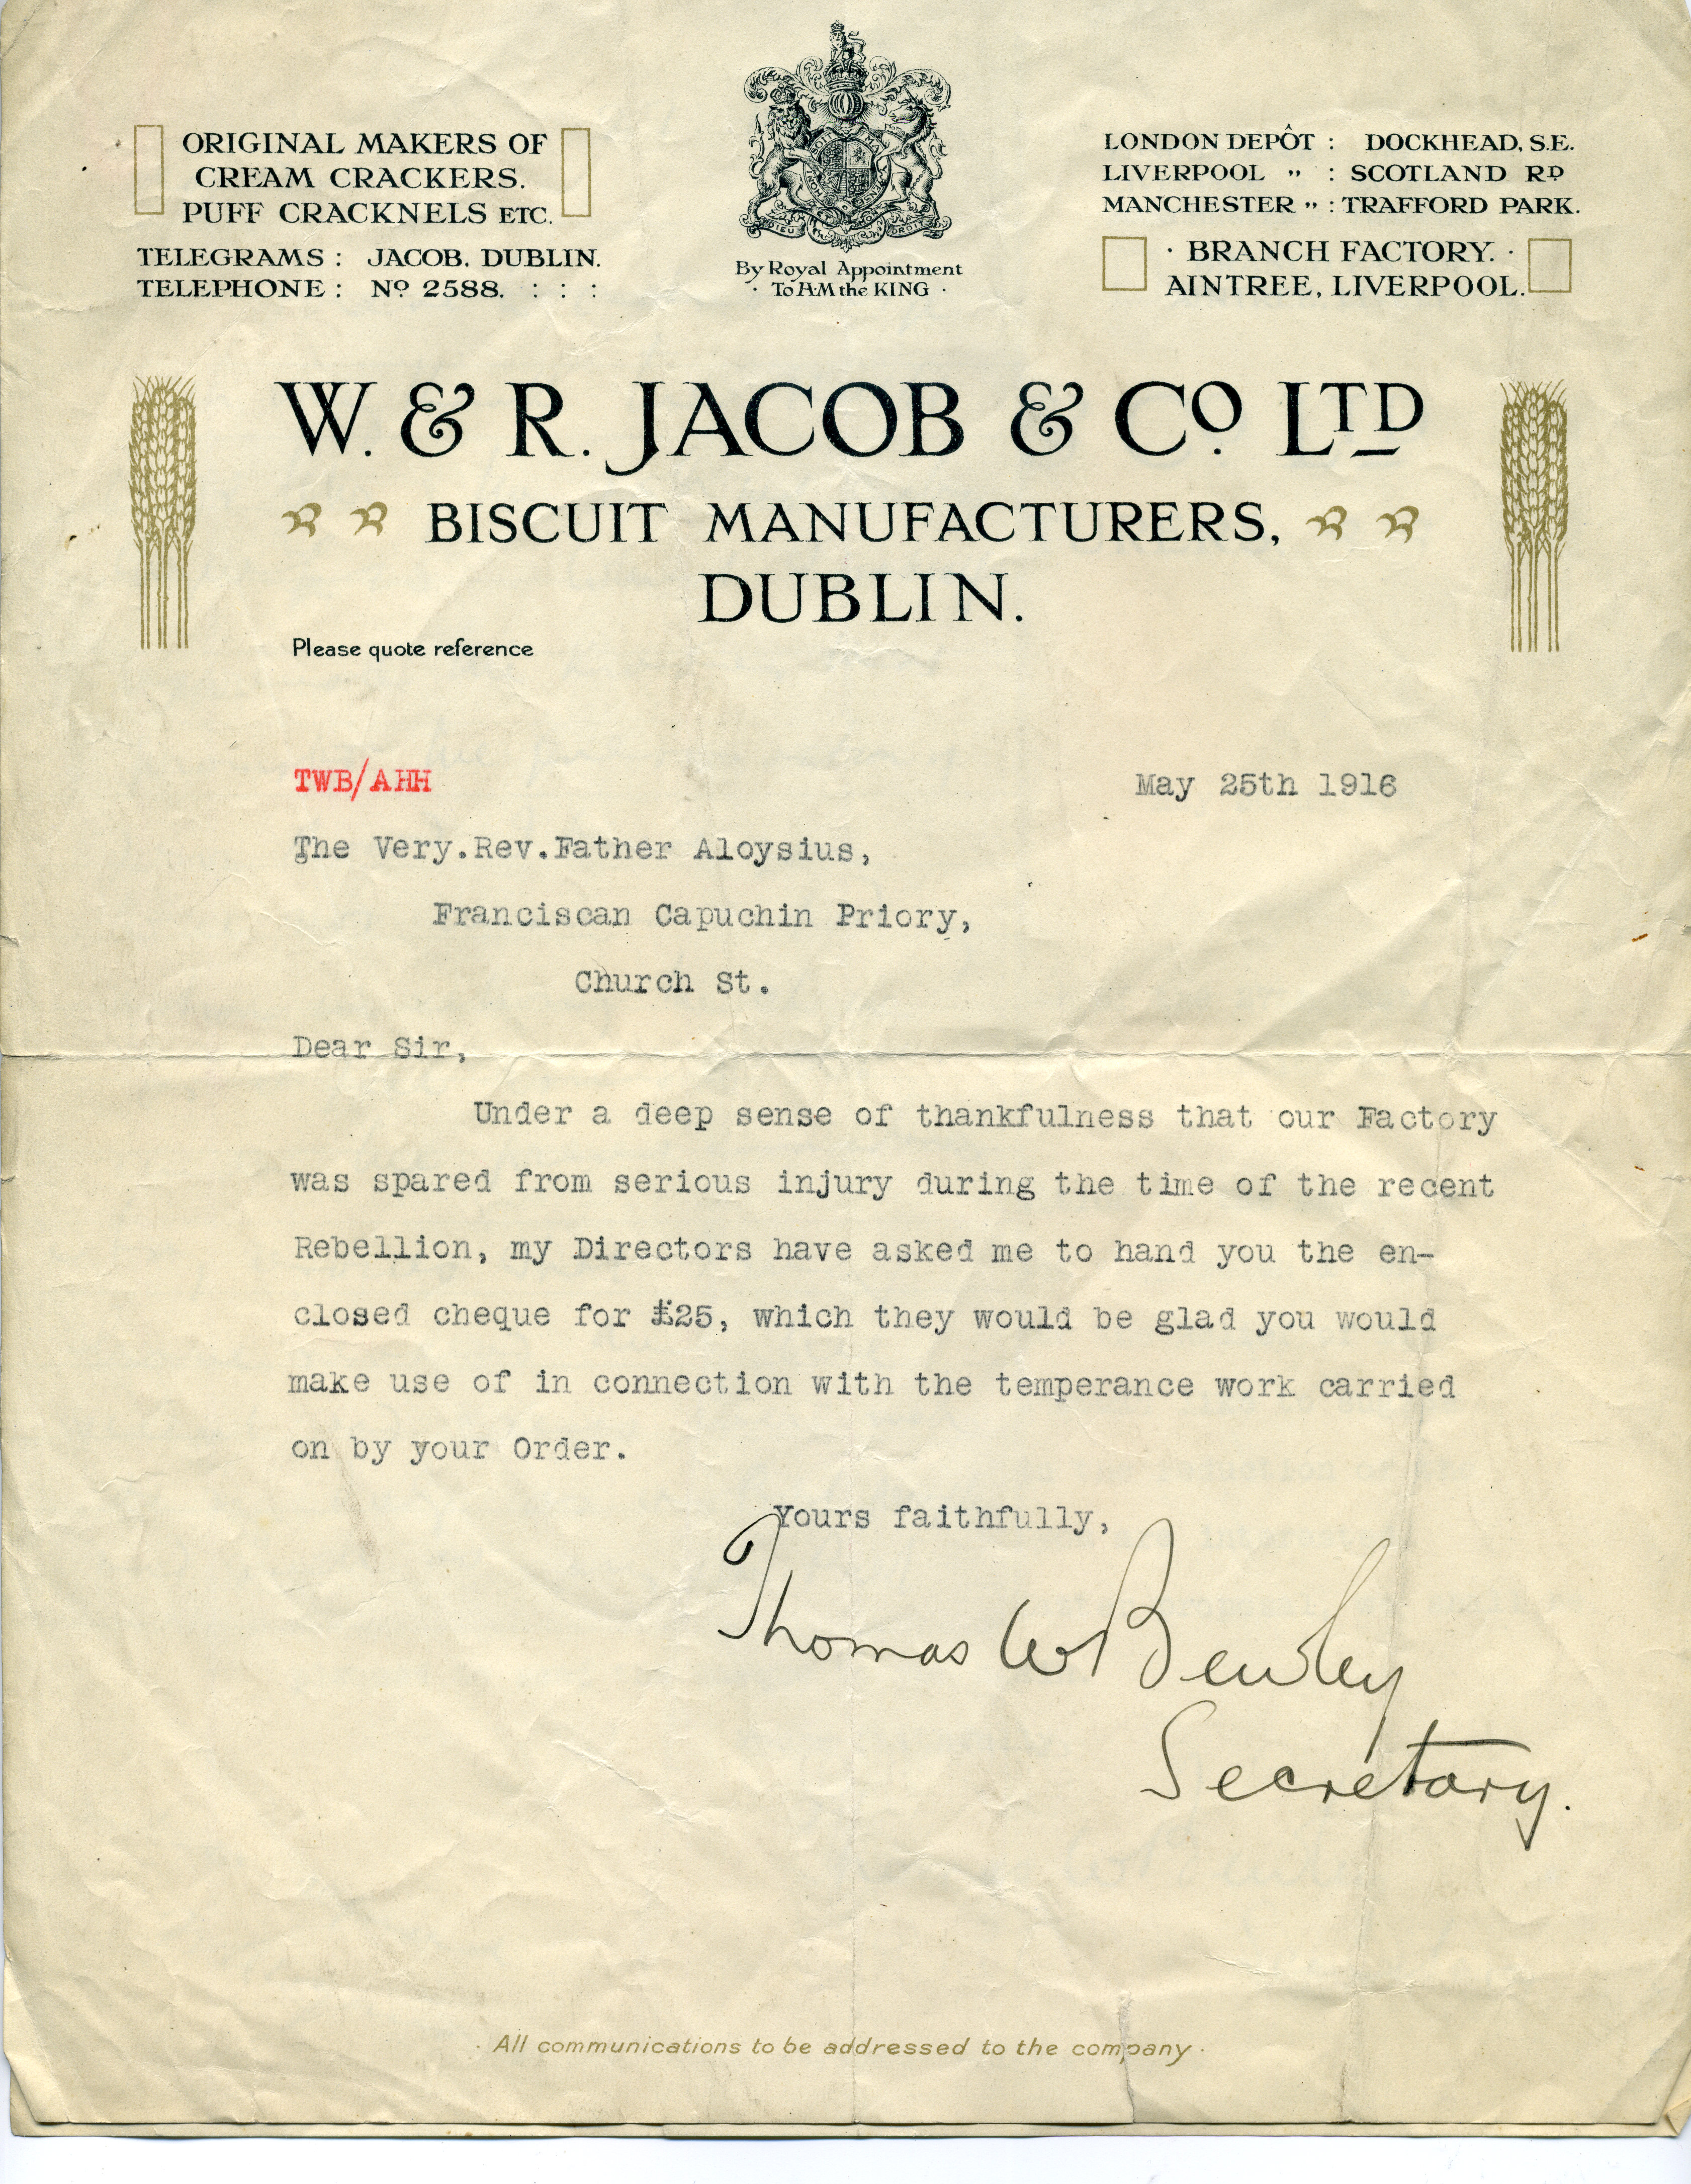 ORIGINAL MAKERS OF
CREAM CRACKERS.
PUFF CRACKNELS ETC.
TELEGRAMS : JACOB. DUBLIN.
TELEPHONE : Nº 2588. : : :
By Royal Appointment
· To H·M the KING ·
LONDON DEPÔT : DOCKHEAD, S.E.
LIVERPOOL " : SCOTLAND RD
MANCHESTER " : TRAFFORD PARK.
· BRANCH FACTORY. ·
AINTREE, LIVERPOOL.
W. & R. JACOB & Co. LTD
BISCUIT MANUFACTURERS,
DUBLIN.
Please quote reference
TWB/AHH
May 25th 1916
The Very.Rev.Father Aloysius,
Franciscan Capuchin Priory,
Church St.
Dear Sir,
Under a deep sense of thankfulness that our Factory
was spared from serious injury during the time of the recent
Rebellion, my Directors have asked me to hand you the en-
closed cheque for £25, which they would be glad you would
make use of in connection with the temperance work carried
on by your Order.
Yours faithfully,
Thomas W Bewley
Secretary.
· All communications to be addressed to the company ·